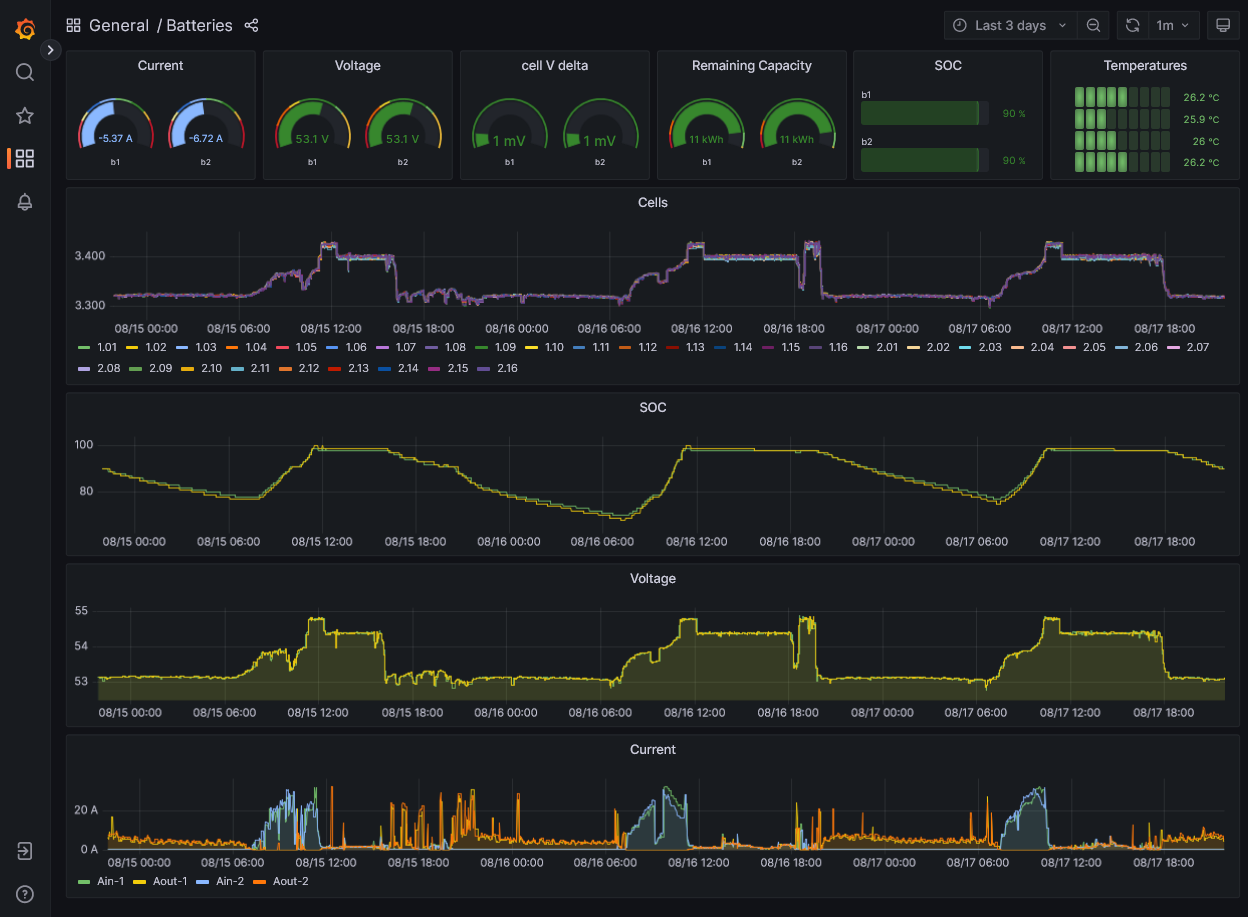 General / Batteries
Last 3 days
1m
Current
-5.37 A
-6.72 A
b1
b2
Voltage
53.1 V
53.1 V
b1
b2
cell V delta
1 mV
1 mV
b1
b2
Remaining Capacity
11 kWh
11 kWh
b1
b2
SOC
b1
90 %
b2
90 %
Temperatures
26.2 °C
25.9 °C
26 °C
26.2 °C
Cells
3.400
3.300
08/15 00:00 08/15 06:00 08/15 12:00 08/15 18:00 08/16 00:00 08/16 06:00 08/16 12:00 08/16 18:00 08/17 00:00 08/17 06:00 08/17 12:00 08/17 18:00
1.01 1.02 1.03 1.04 1.05 1.06 1.07 1.08 1.09 1.10 1.11 1.12 1.13 1.14 1.15 1.16 2.01 2.02 2.03 2.04 2.05 2.06 2.07
2.08 2.09 2.10 2.11 2.12 2.13 2.14 2.15 2.16
SOC
100
80
08/15 00:00 08/15 06:00 08/15 12:00 08/15 18:00 08/16 00:00 08/16 06:00 08/16 12:00 08/16 18:00 08/17 00:00 08/17 06:00 08/17 12:00 08/17 18:00
Voltage
55
54
53
08/15 00:00 08/15 06:00 08/15 12:00 08/15 18:00 08/16 00:00 08/16 06:00 08/16 12:00 08/16 18:00 08/17 00:00 08/17 06:00 08/17 12:00 08/17 18:00
Current
20 A
0 A
08/15 00:00 08/15 06:00 08/15 12:00 08/15 18:00 08/16 00:00 08/16 06:00 08/16 12:00 08/16 18:00 08/17 00:00 08/17 06:00 08/17 12:00 08/17 18:00
Ain-1 Aout-1 Ain-2 Aout-2